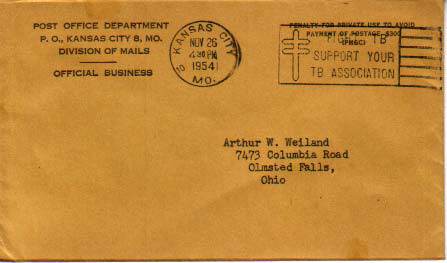 POST OFFICE DEPARTMENT
P. O., KANSAS CITY 8, MO.
DIVISION OF MAILS
OFFICIAL BUSINESS
KANSAS CITY
NOV 26
4:30 PM
1954
MO.
PENALTY FOR PRIVATE USE TO AVOID
PAYMENT OF POSTAGE, $300
(PMGC)
FIGHT TB
SUPPORT YOUR
TB ASSOCIATION
Arthur W. Weiland
7473 Columbia Road
Olmsted Falls,
Ohio